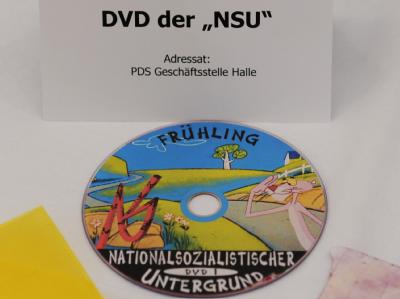 DVD der „NSU“
Adressat:
PDS Geschäftsstelle Halle
FRÜHLING
NS
NATIONALSOZIALISTISCHER
DVD 1
UNTERGRUND